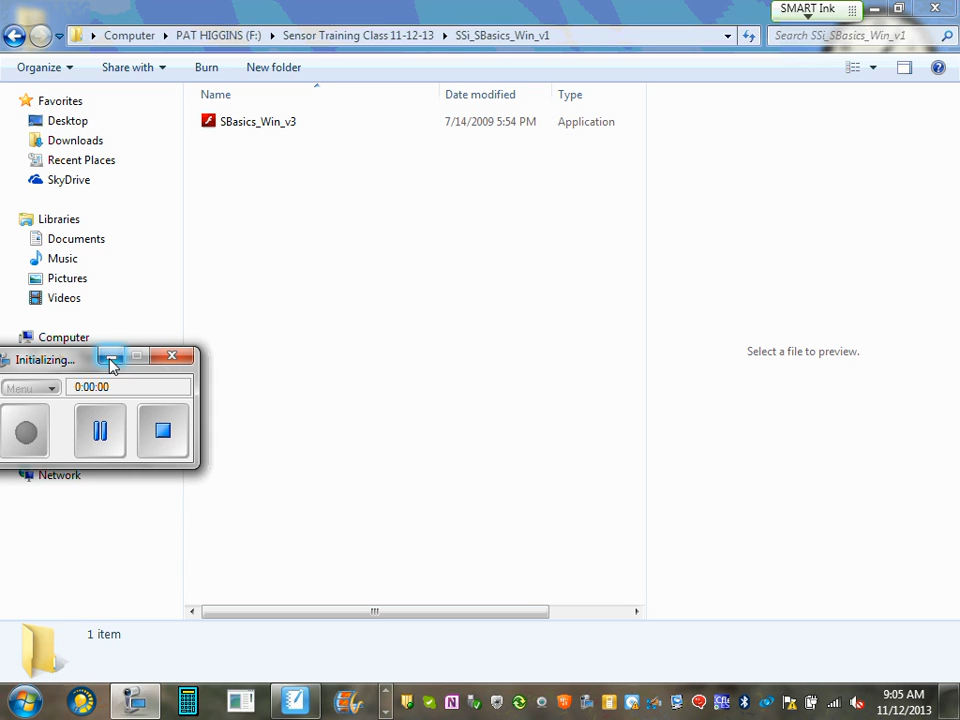 SMART Ink
Computer PAT HIGGINS (F:) Sensor Training Class 11-12-13 SSi_SBasics_Win_v1
Search SSi_SBasics_Win_v1
Organize Share with Burn New folder
Favorites
Desktop
Downloads
Recent Places
SkyDrive
Libraries
Documents
Music
Pictures
Videos
Computer
Network
Name Date modified Type
SBasics_Win_v3 7/14/2009 5:54 PM Application
Select a file to preview.
Initializing...
Menu 0:00:00
1 item
9:05 AM
11/12/2013